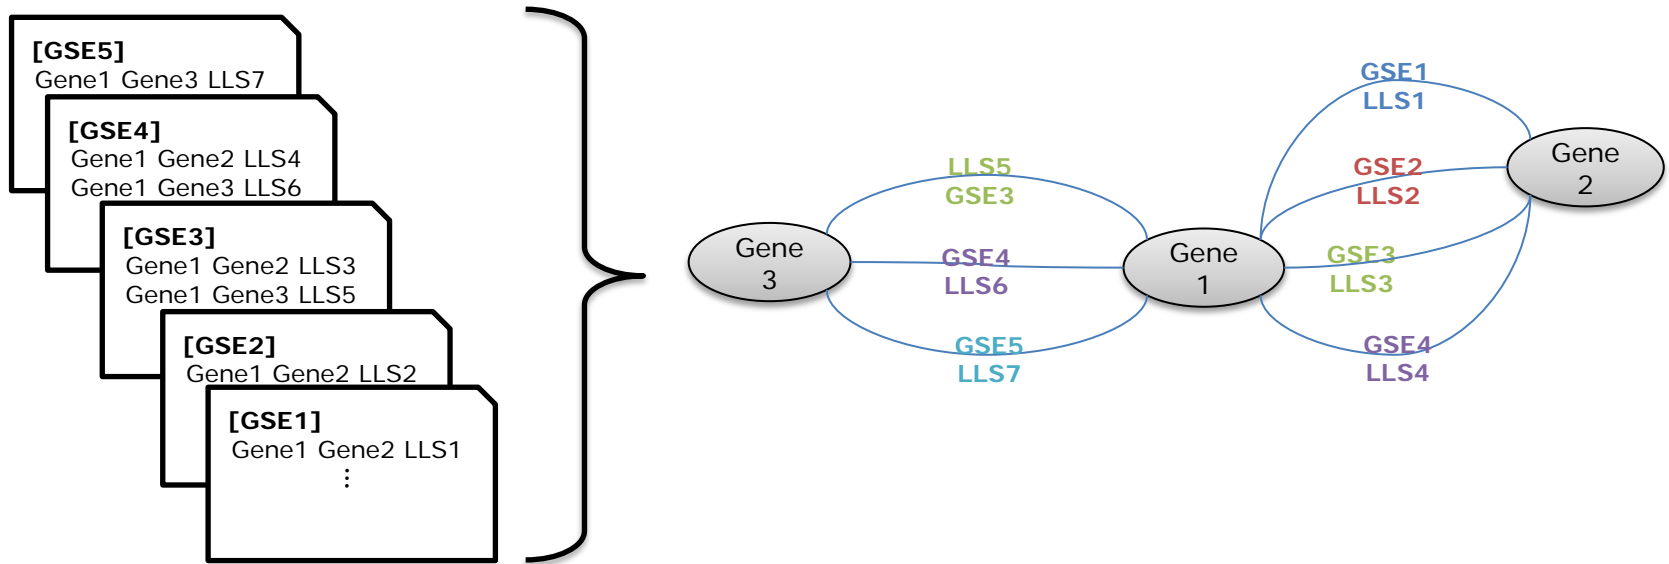 [GSE5]
Gene1 Gene3 LLS7
[GSE4]
Gene1 Gene2 LLS4
Gene1 Gene3 LLS6
[GSE3]
Gene1 Gene2 LLS3
Gene1 Gene3 LLS5
[GSE2]
Gene1 Gene2 LLS2
[GSE1]
Gene1 Gene2 LLS1
⋮
Gene
3
LLS5
GSE3
GSE4
LLS6
GSE5
LLS7
Gene
1
GSE1
LLS1
GSE2
LLS2
GSE3
LLS3
GSE4
LLS4
Gene
2